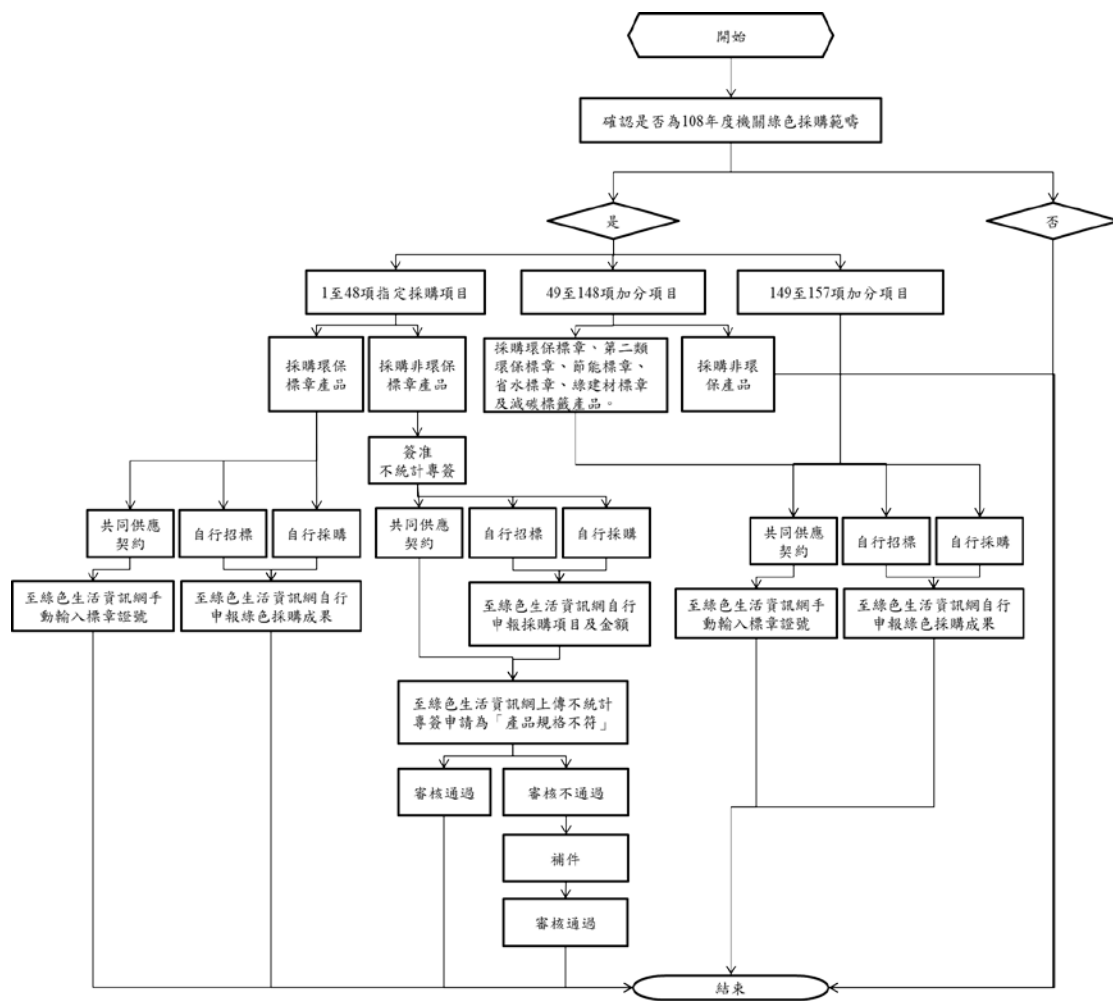 開始
確認是否為108年度機關綠色採購範疇
是
否
1至48項指定採購項目
49至148項加分項目
149至157項加分項目
採購環保
標章產品
採購非環保
標章產品
採購環保標章、第二類
環保標章、節能標章、
省水標章、綠建材標章
及減碳標籤產品。
採購非環
保產品
簽准
不統計專簽
共同供應
契約
自行招標
自行採購
共同供應
契約
自行招標
自行採購
共同供應
契約
自行招標
自行採購
至綠色生活資訊網手
動輸入標章證號
至綠色生活資訊網自行
申報綠色採購成果
至綠色生活資訊網自行
申報採購項目及金額
至綠色生活資訊網手
動輸入標章證號
至綠色生活資訊網自行
申報綠色採購成果
至綠色生活資訊網上傳不統計
專簽申請為「產品規格不符」
審核通過
審核不通過
補件
審核通過
結束